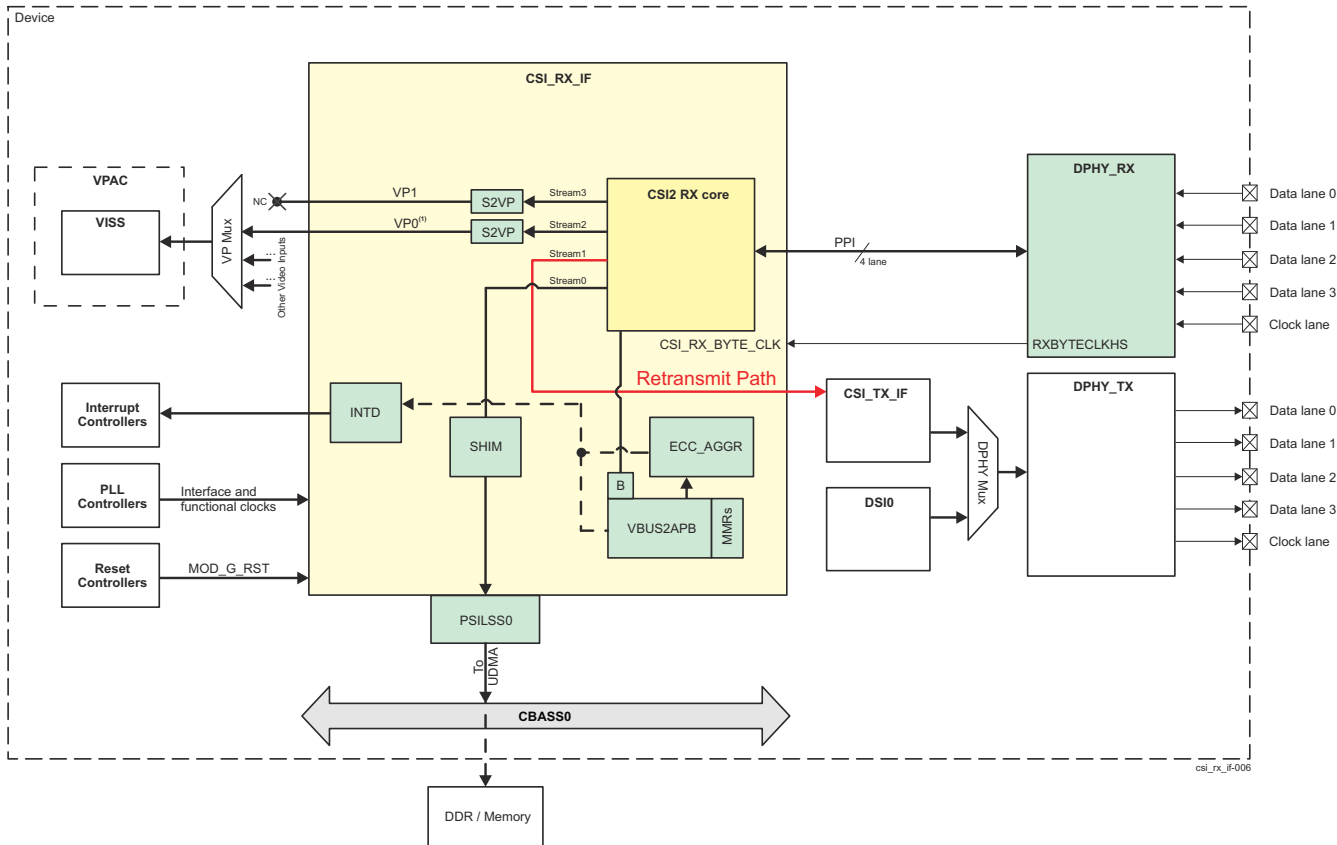 Device
CSI_RX_IF
VPAC
VISS
VP Mux
NC
VP1
VP0(1)
...
...
Other Video Inputs
S2VP
S2VP
Stream3
Stream2
Stream1
Stream0
CSI2 RX core
PPI
4 lane
DPHY_RX
RXBYTECLKHS
CSI_RX_BYTE_CLK
Data lane 0
Data lane 1
Data lane 2
Data lane 3
Clock lane
Retransmit Path
CSI_TX_IF
DSI0
DPHY Mux
DPHY_TX
Data lane 0
Data lane 1
Data lane 2
Data lane 3
Clock lane
Interrupt
Controllers
PLL
Controllers
Interface and
functional clocks
Reset
Controllers
MOD_G_RST
INTD
SHIM
ECC_AGGR
B
VBUS2APB
MMRs
PSILSS0
To
UDMA
CBASS0
csi_rx_if-006
DDR / Memory